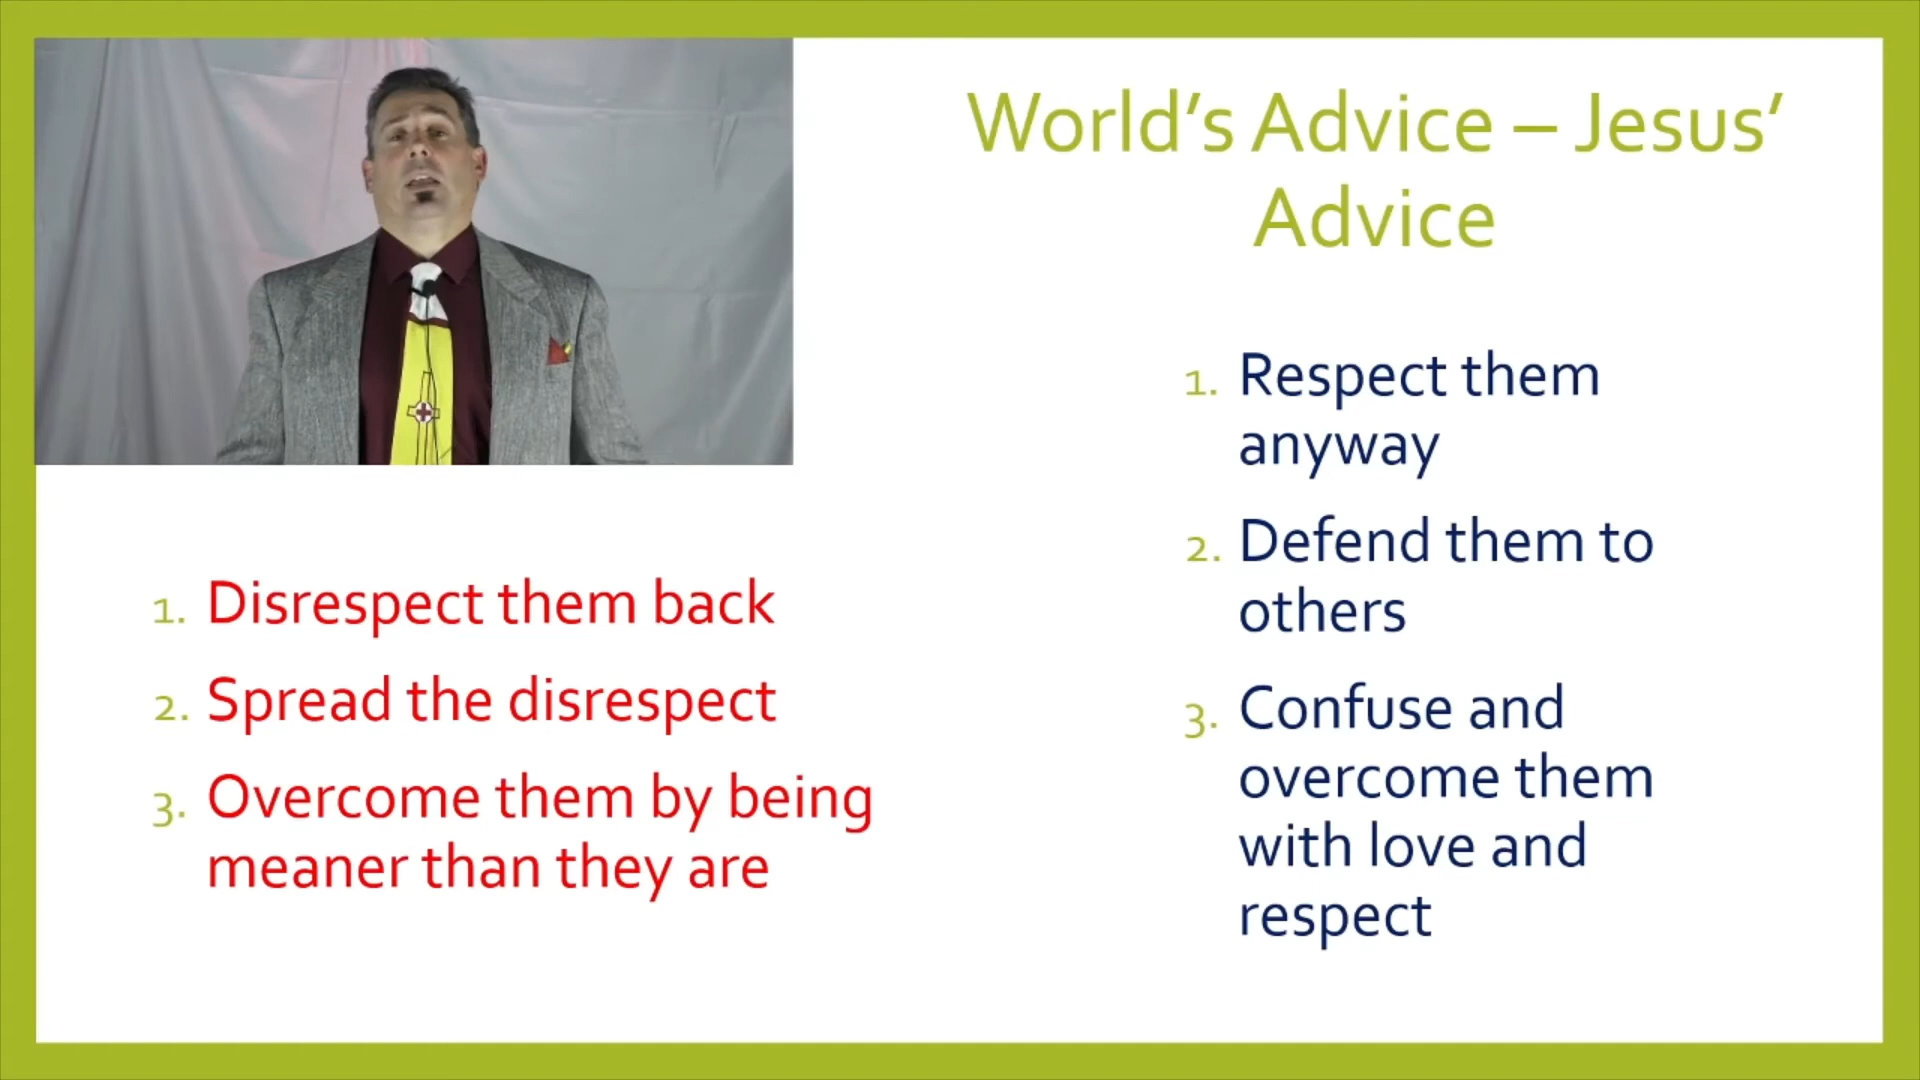 World’s Advice – Jesus’
Advice
1. Disrespect them back
2. Spread the disrespect
3. Overcome them by being
meaner than they are
1. Respect them
anyway
2. Defend them to
others
3. Confuse and
overcome them
with love and
respect